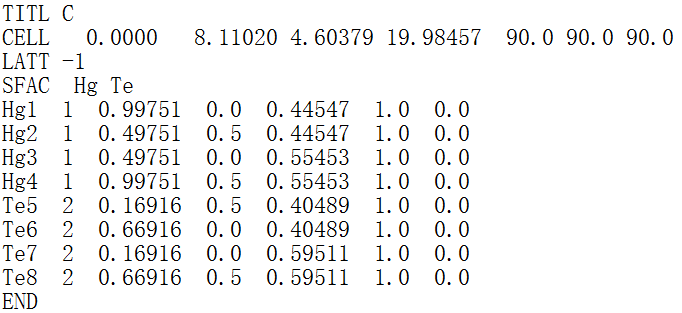 TITL C
CELL   0.0000   8.11020 4.60379 19.98457  90.0 90.0 90.0
LATT -1
SFAC  Hg Te
Hg1  1  0.99751  0.0  0.44547  1.0  0.0
Hg2  1  0.49751  0.5  0.44547  1.0  0.0
Hg3  1  0.49751  0.0  0.55453  1.0  0.0
Hg4  1  0.99751  0.5  0.55453  1.0  0.0
Te5  2  0.16916  0.5  0.40489  1.0  0.0
Te6  2  0.66916  0.0  0.40489  1.0  0.0
Te7  2  0.16916  0.0  0.59511  1.0  0.0
Te8  2  0.66916  0.5  0.59511  1.0  0.0
END